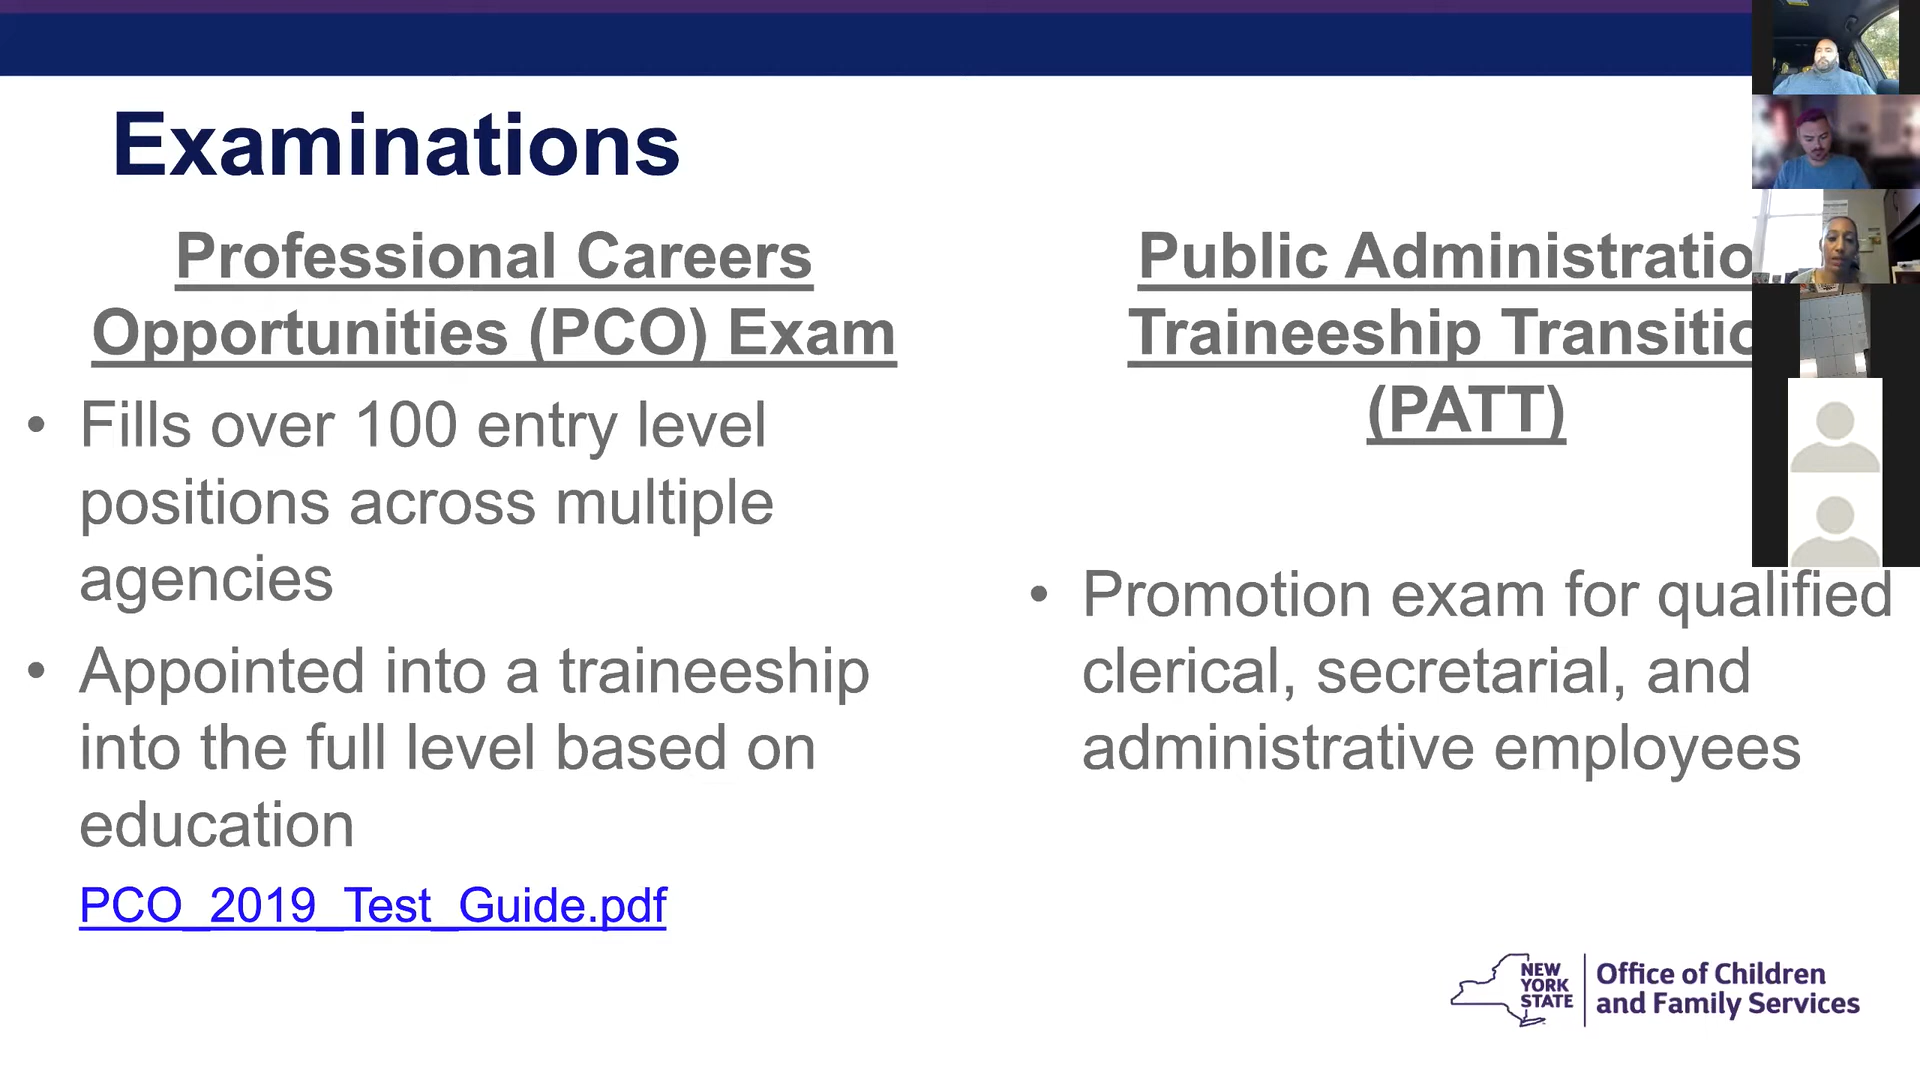 Examinations
Professional Careers
Opportunities (PCO) Exam
• Fills over 100 entry level
positions across multiple
agencies
• Appointed into a traineeship
into the full level based on
education
PCO_2019_Test_Guide.pdf
Public Administratio
Traineeship Transitio
(PATT)
• Promotion exam for qualified
clerical, secretarial, and
administrative employees
NEW
YORK
STATE
Office of Children
and Family Services